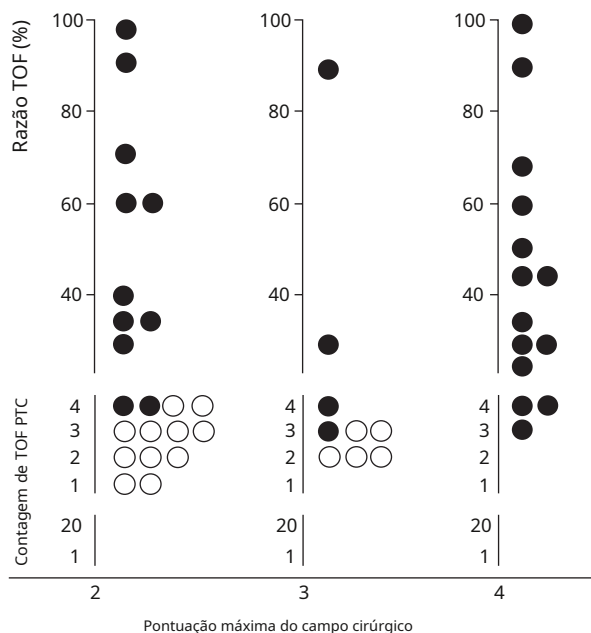 Razão TOF (%)
100 100 100
80 80 80
60 60 60
40 40 40
Contagem de TOF PTC
4 4 4
3 3 3
2 2 2
1 1 1
20 20 20
1 1 1
2 3 4
Pontuação máxima do campo cirúrgico